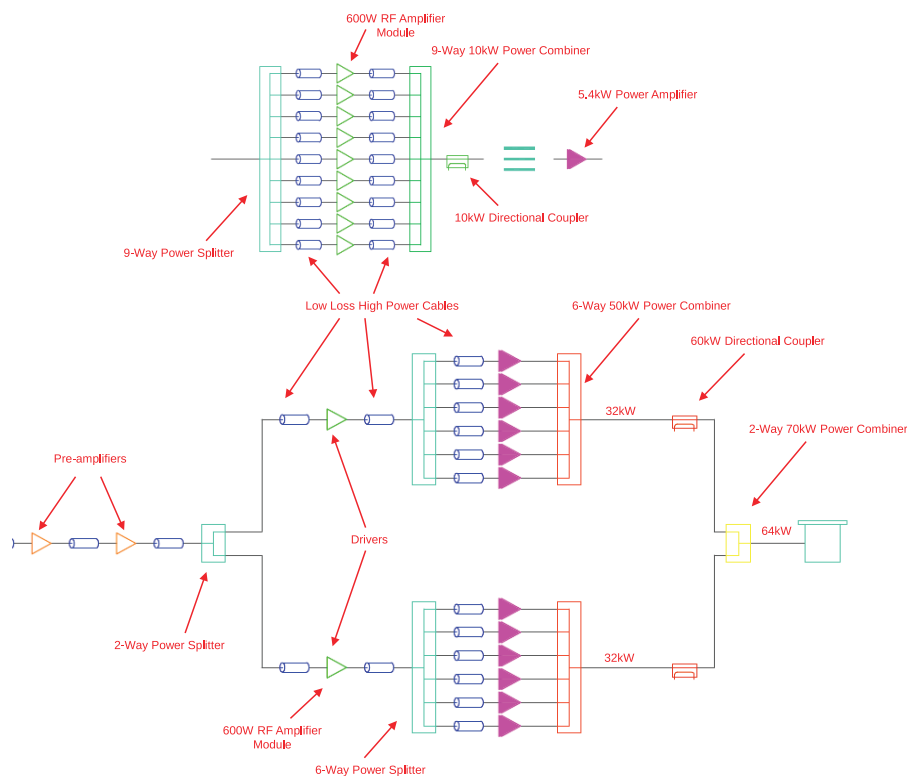 600W RF Amplifier
Module
9-Way 10kW Power Combiner
5.4kW Power Amplifier
10kW Directional Coupler
9-Way Power Splitter
Low Loss High Power Cables
6-Way 50kW Power Combiner
60kW Directional Coupler
32kW
2-Way 70kW Power Combiner
Pre-amplifiers
64kW
Drivers
2-Way Power Splitter
32kW
600W RF Amplifier
Module
6-Way Power Splitter